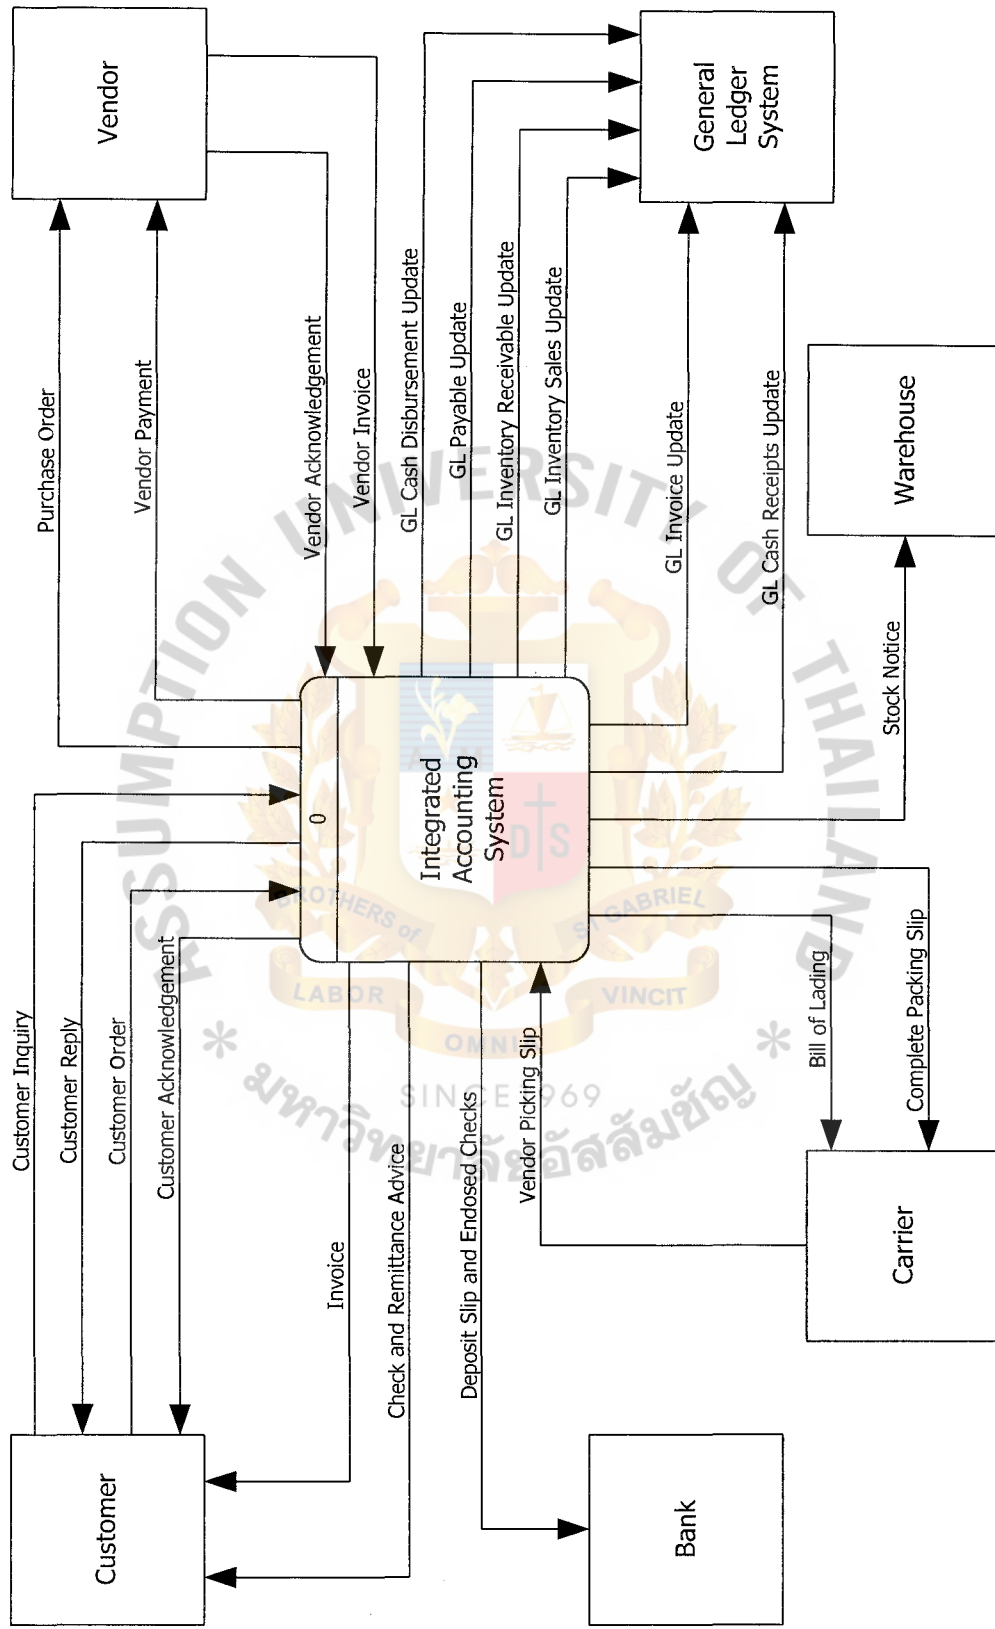 Customer Inquiry
Customer Reply
Customer Order
Customer Acknowledgement
Customer
Invoice
Check and Remittance Advice
Deposit Slip and Endosed Checks
Bank
Purchase Order
Vendor Payment
Vendor
Vendor Acknowledgement
Vendor Invoice
0
Integrated
Accounting
System
GL Cash Disbursement Update
GL Payable Update
GL Inventory Receivable Update
GL Inventory Sales Update
GL Invoice Update
GL Cash Receipts Update
General
Ledger
System
Stock Notice
Warehouse
Vendor Picking Slip
Bill of Lading
Complete Packing Slip
Carrier
ASSUMPTION UNIVERSITY OF THAILAND
BROTHERS of
ST GABRIEL
LABOR
OMNIA
VINCIT
D S
SINCE 1969
มหาวิทยาลัยอัสสัมชัญ